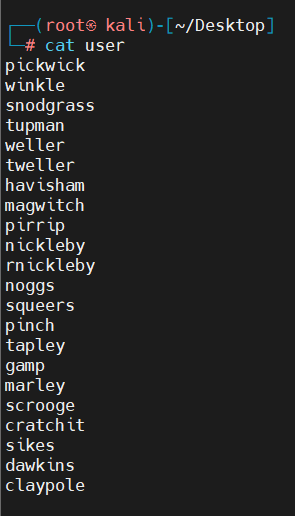 ┌──(root㉿ kali)-[~/Desktop]
└─# cat user
pickwick
winkle
snodgrass
tupman
weller
tweller
havisham
magwitch
pirrip
nickleby
rnickleby
noggs
squeers
pinch
tapley
gamp
marley
scrooge
cratchit
sikes
dawkins
claypole